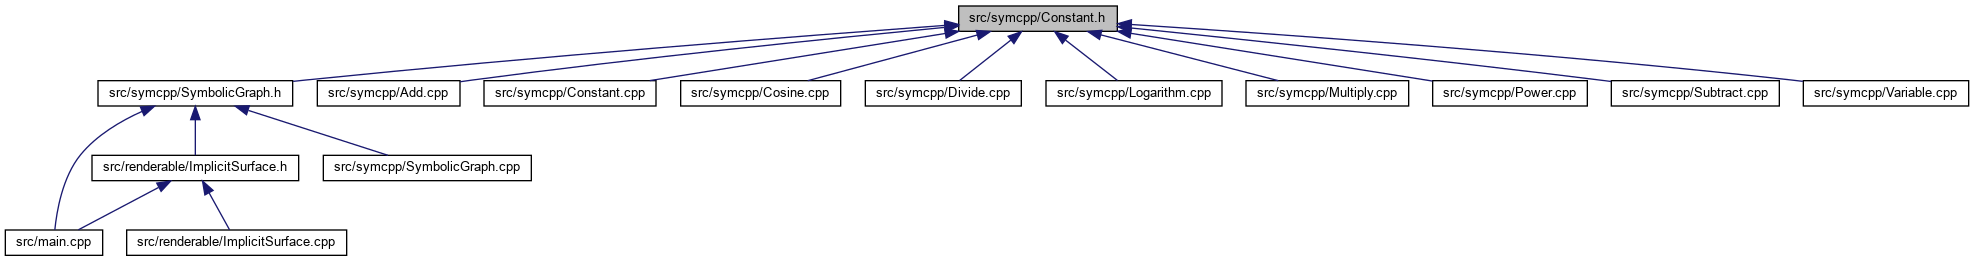 src/symcpp/Constant.h
src/symcpp/SymbolicGraph.h
src/symcpp/Add.cpp
src/symcpp/Constant.cpp
src/symcpp/Cosine.cpp
src/symcpp/Divide.cpp
src/symcpp/Logarithm.cpp
src/symcpp/Multiply.cpp
src/symcpp/Power.cpp
src/symcpp/Subtract.cpp
src/symcpp/Variable.cpp
src/renderable/ImplicitSurface.h
src/symcpp/SymbolicGraph.cpp
src/main.cpp
src/renderable/ImplicitSurface.cpp